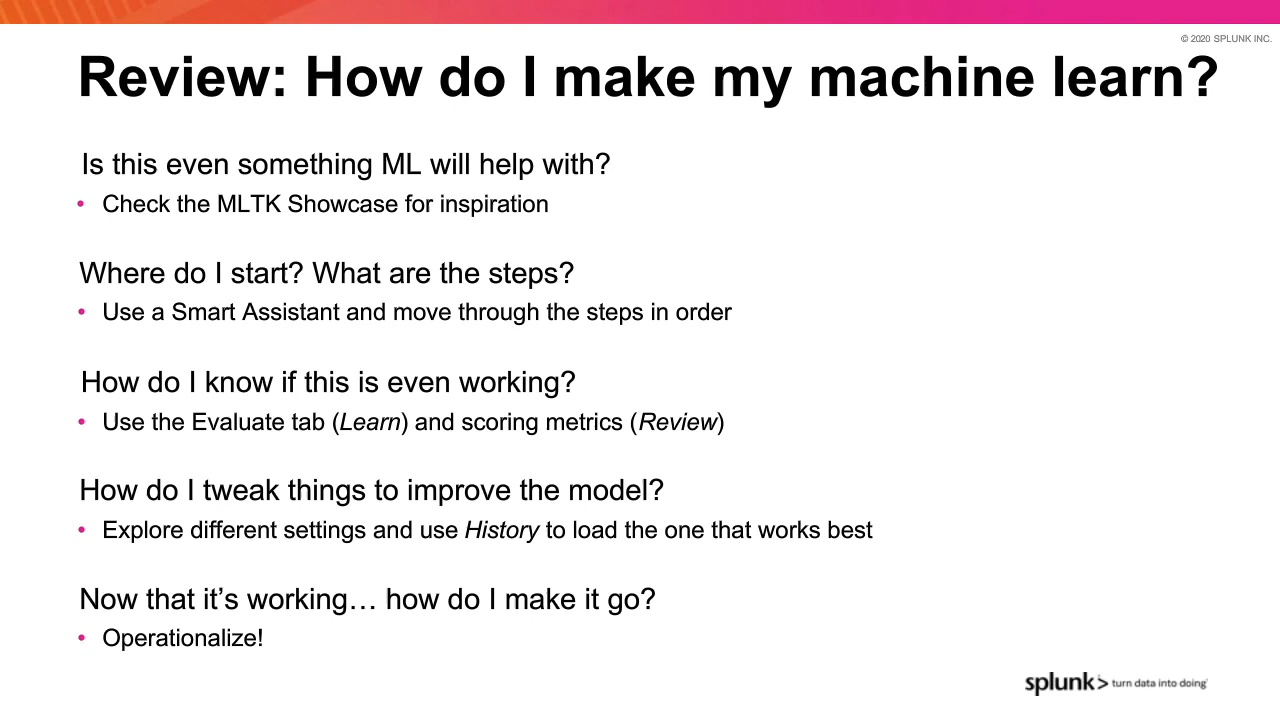 © 2020 SPLUNK INC.
Review: How do I make my machine learn?
Is this even something ML will help with?
• Check the MLTK Showcase for inspiration
Where do I start? What are the steps?
• Use a Smart Assistant and move through the steps in order
How do I know if this is even working?
• Use the Evaluate tab (Learn) and scoring metrics (Review)
How do I tweak things to improve the model?
• Explore different settings and use History to load the one that works best
Now that it’s working… how do I make it go?
• Operationalize!
splunk> turn data into doing